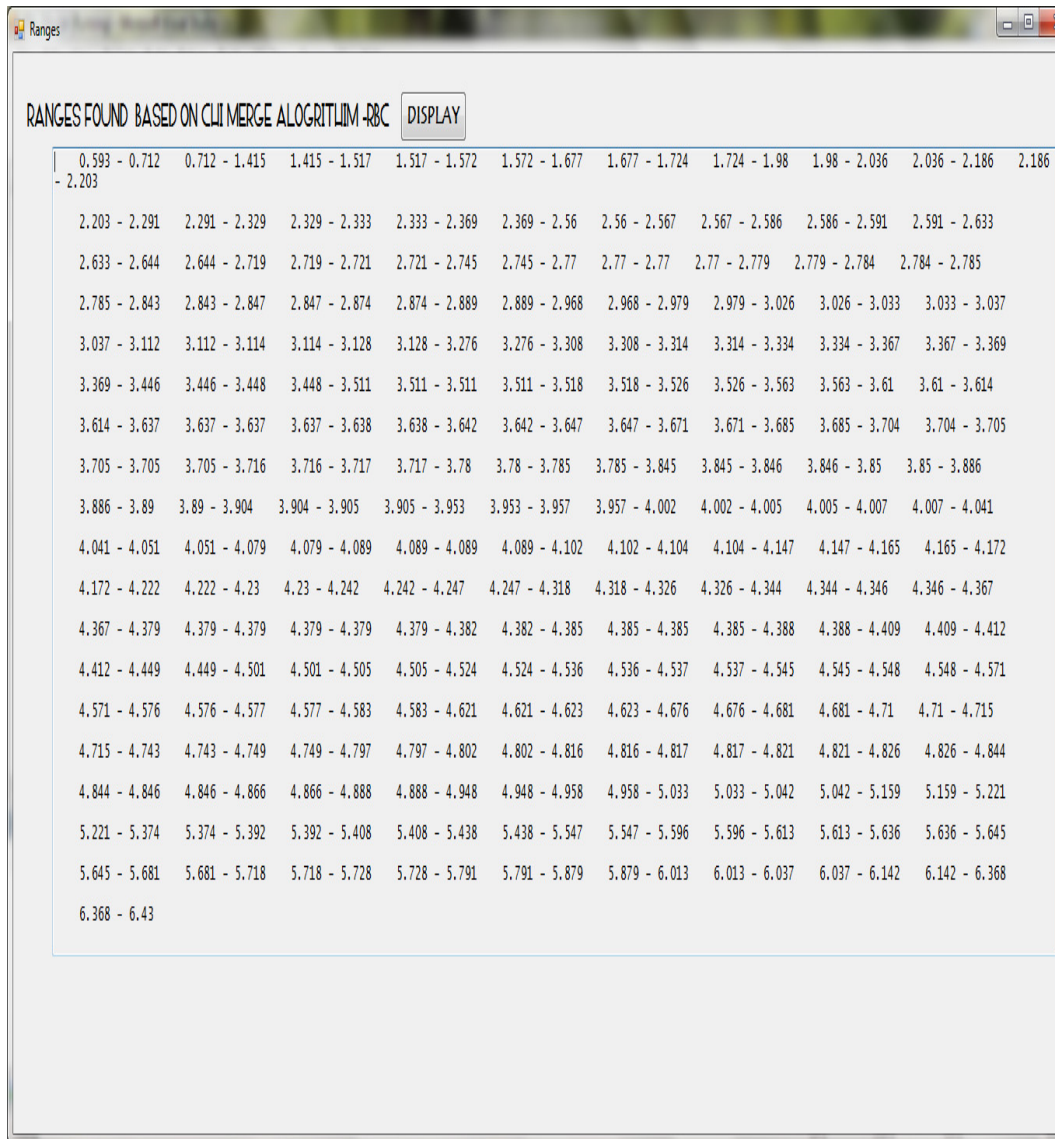 Ranges
RANGES FOUND BASED ON CHI MERGE ALOGRITHIM -RBC DISPLAY
0.593 - 0.712 0.712 - 1.415 1.415 - 1.517 1.517 - 1.572 1.572 - 1.677 1.677 - 1.724 1.724 - 1.98 1.98 - 2.036 2.036 - 2.186 2.186
- 2.203
2.203 - 2.291 2.291 - 2.329 2.329 - 2.333 2.333 - 2.369 2.369 - 2.56 2.56 - 2.567 2.567 - 2.586 2.586 - 2.591 2.591 - 2.633
2.633 - 2.644 2.644 - 2.719 2.719 - 2.721 2.721 - 2.745 2.745 - 2.77 2.77 - 2.77 2.77 - 2.779 2.779 - 2.784 2.784 - 2.785
2.785 - 2.843 2.843 - 2.847 2.847 - 2.874 2.874 - 2.889 2.889 - 2.968 2.968 - 2.979 2.979 - 3.026 3.026 - 3.033 3.033 - 3.037
3.037 - 3.112 3.112 - 3.114 3.114 - 3.128 3.128 - 3.276 3.276 - 3.308 3.308 - 3.314 3.314 - 3.334 3.334 - 3.367 3.367 - 3.369
3.369 - 3.446 3.446 - 3.448 3.448 - 3.511 3.511 - 3.511 3.511 - 3.518 3.518 - 3.526 3.526 - 3.563 3.563 - 3.61 3.61 - 3.614
3.614 - 3.637 3.637 - 3.637 3.637 - 3.638 3.638 - 3.642 3.642 - 3.647 3.647 - 3.671 3.671 - 3.685 3.685 - 3.704 3.704 - 3.705
3.705 - 3.705 3.705 - 3.716 3.716 - 3.717 3.717 - 3.78 3.78 - 3.785 3.785 - 3.845 3.845 - 3.846 3.846 - 3.85 3.85 - 3.886
3.886 - 3.89 3.89 - 3.904 3.904 - 3.905 3.905 - 3.953 3.953 - 3.957 3.957 - 4.002 4.002 - 4.005 4.005 - 4.007 4.007 - 4.041
4.041 - 4.051 4.051 - 4.079 4.079 - 4.089 4.089 - 4.089 4.089 - 4.102 4.102 - 4.104 4.104 - 4.147 4.147 - 4.165 4.165 - 4.172
4.172 - 4.222 4.222 - 4.23 4.23 - 4.242 4.242 - 4.247 4.247 - 4.318 4.318 - 4.326 4.326 - 4.344 4.344 - 4.346 4.346 - 4.367
4.367 - 4.379 4.379 - 4.379 4.379 - 4.379 4.379 - 4.382 4.382 - 4.385 4.385 - 4.385 4.385 - 4.388 4.388 - 4.409 4.409 - 4.412
4.412 - 4.449 4.449 - 4.501 4.501 - 4.505 4.505 - 4.524 4.524 - 4.536 4.536 - 4.537 4.537 - 4.545 4.545 - 4.548 4.548 - 4.571
4.571 - 4.576 4.576 - 4.577 4.577 - 4.583 4.583 - 4.621 4.621 - 4.623 4.623 - 4.676 4.676 - 4.681 4.681 - 4.71 4.71 - 4.715
4.715 - 4.743 4.743 - 4.749 4.749 - 4.797 4.797 - 4.802 4.802 - 4.816 4.816 - 4.817 4.817 - 4.821 4.821 - 4.826 4.826 - 4.844
4.844 - 4.846 4.846 - 4.866 4.866 - 4.888 4.888 - 4.948 4.948 - 4.958 4.958 - 5.033 5.033 - 5.042 5.042 - 5.159 5.159 - 5.221
5.221 - 5.374 5.374 - 5.392 5.392 - 5.408 5.408 - 5.438 5.438 - 5.547 5.547 - 5.596 5.596 - 5.613 5.613 - 5.636 5.636 - 5.645
5.645 - 5.681 5.681 - 5.718 5.718 - 5.728 5.728 - 5.791 5.791 - 5.879 5.879 - 6.013 6.013 - 6.037 6.037 - 6.142 6.142 - 6.368
6.368 - 6.43